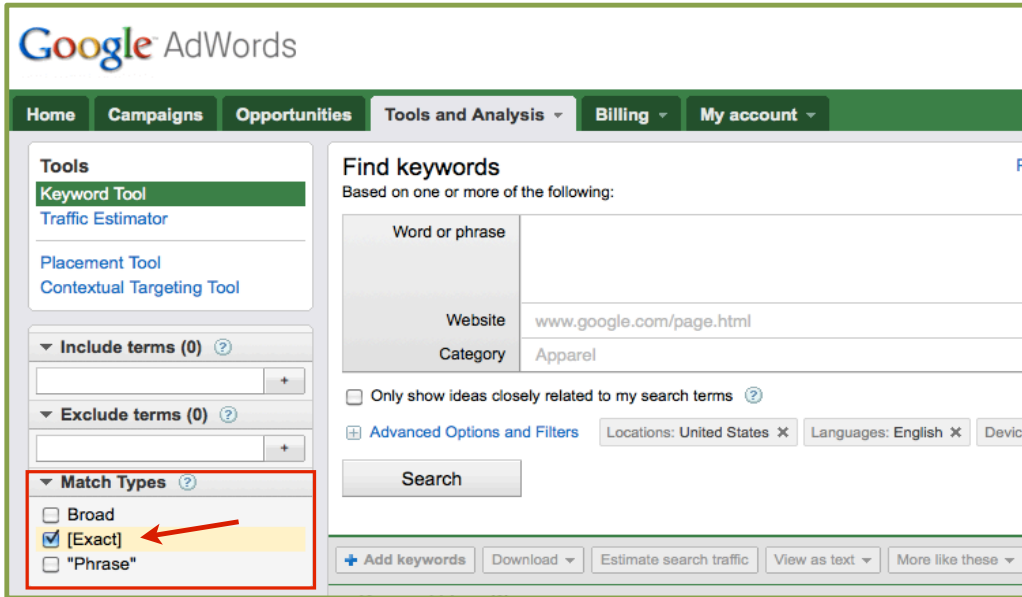 Google AdWords
Home Campaigns Opportunities Tools and Analysis Billing My account
Tools
Keyword Tool
Traffic Estimator
Placement Tool
Contextual Targeting Tool
Include terms (0) ?
+
Exclude terms (0) ?
+
Match Types ?
Broad
[Exact]
"Phrase"
Find keywords
Based on one or more of the following:
Word or phrase
Website www.google.com/page.html
Category Apparel
Only show ideas closely related to my search terms ?
+ Advanced Options and Filters Locations: United States × Languages: English ×
Search
+ Add keywords Download Estimate search traffic View as text More like these